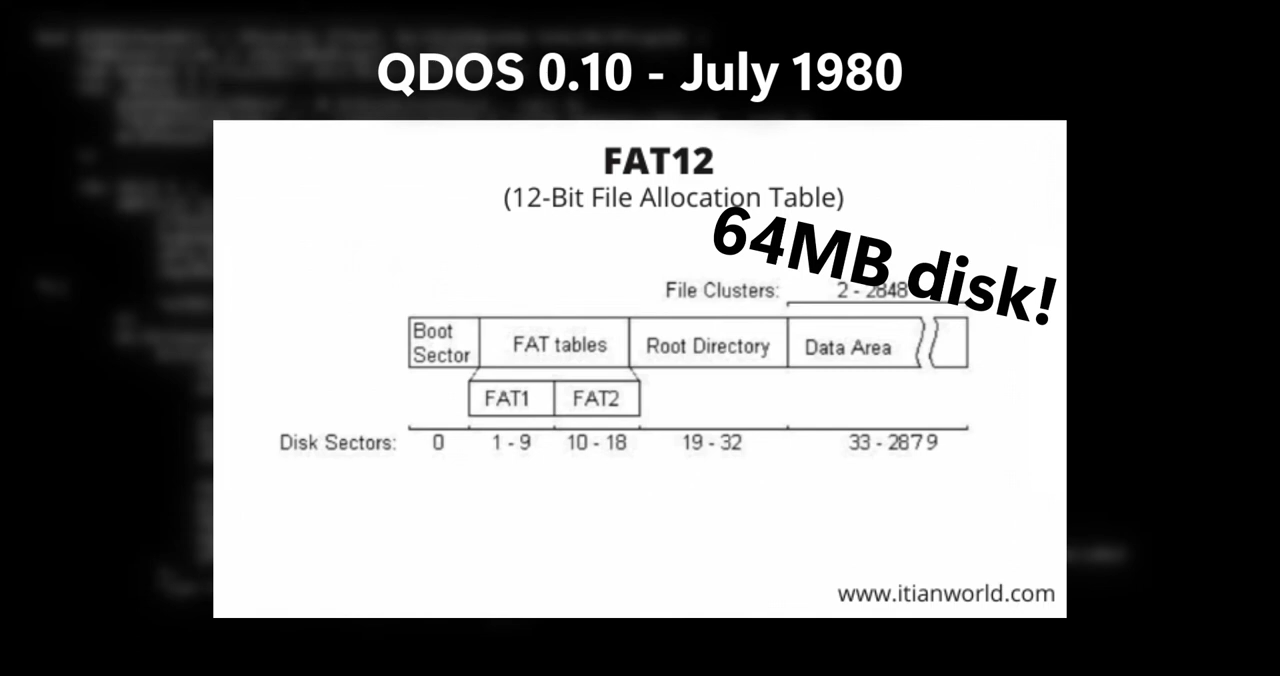 QDOS 0.10 - July 1980
FAT12
(12-Bit File Allocation Table)
64MB disk!
File Clusters: 2 - 2848
Boot Sector
FAT tables
Root Directory
Data Area
FAT1
FAT2
Disk Sectors: 0 1 - 9 10 - 18 19 - 32 33 - 2879
www.itianworld.com